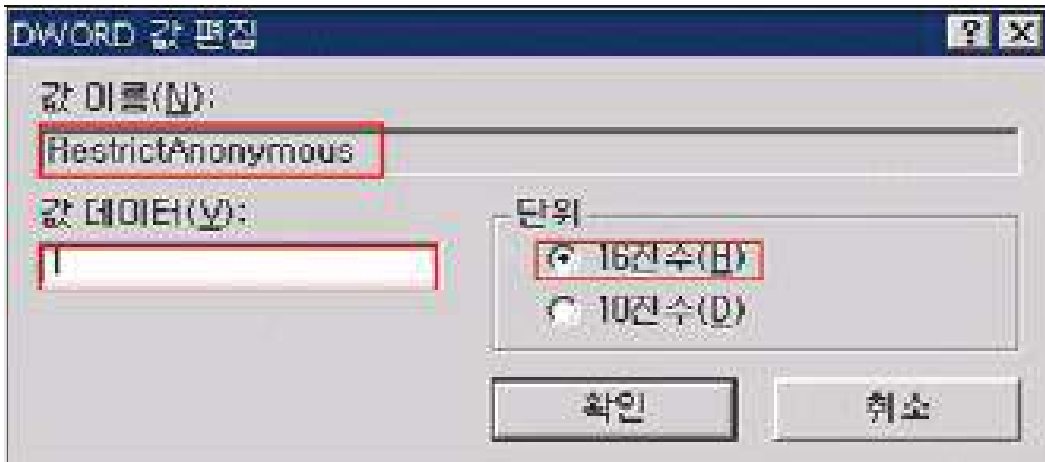 DWORD 값 편집
값 이름(N):
RestrictAnonymous
값 데이터(V):
단위
16진수(H)
10진수(D)
확인
취소